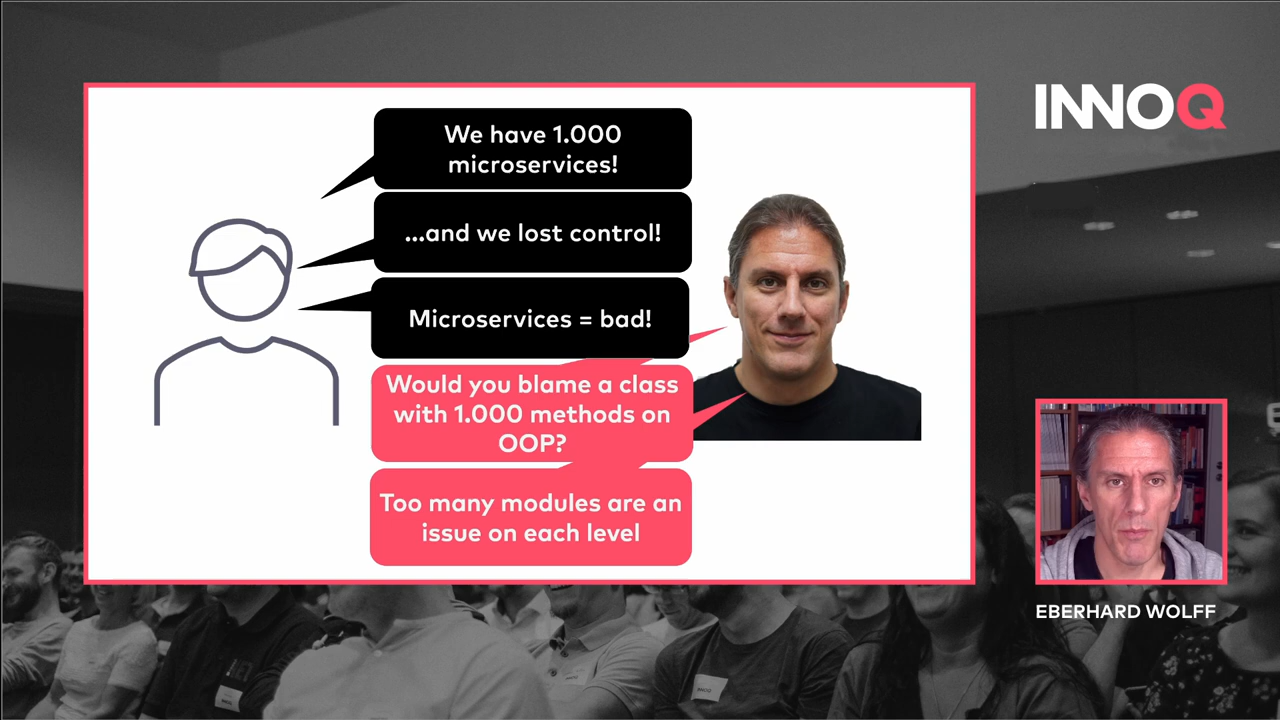 We have 1.000
microservices!
...and we lost control!
Microservices = bad!
Would you blame a class
with 1.000 methods on
OOP?
Too many modules are an
issue on each level
INNOQ
EBERHARD WOLFF
INNOQ